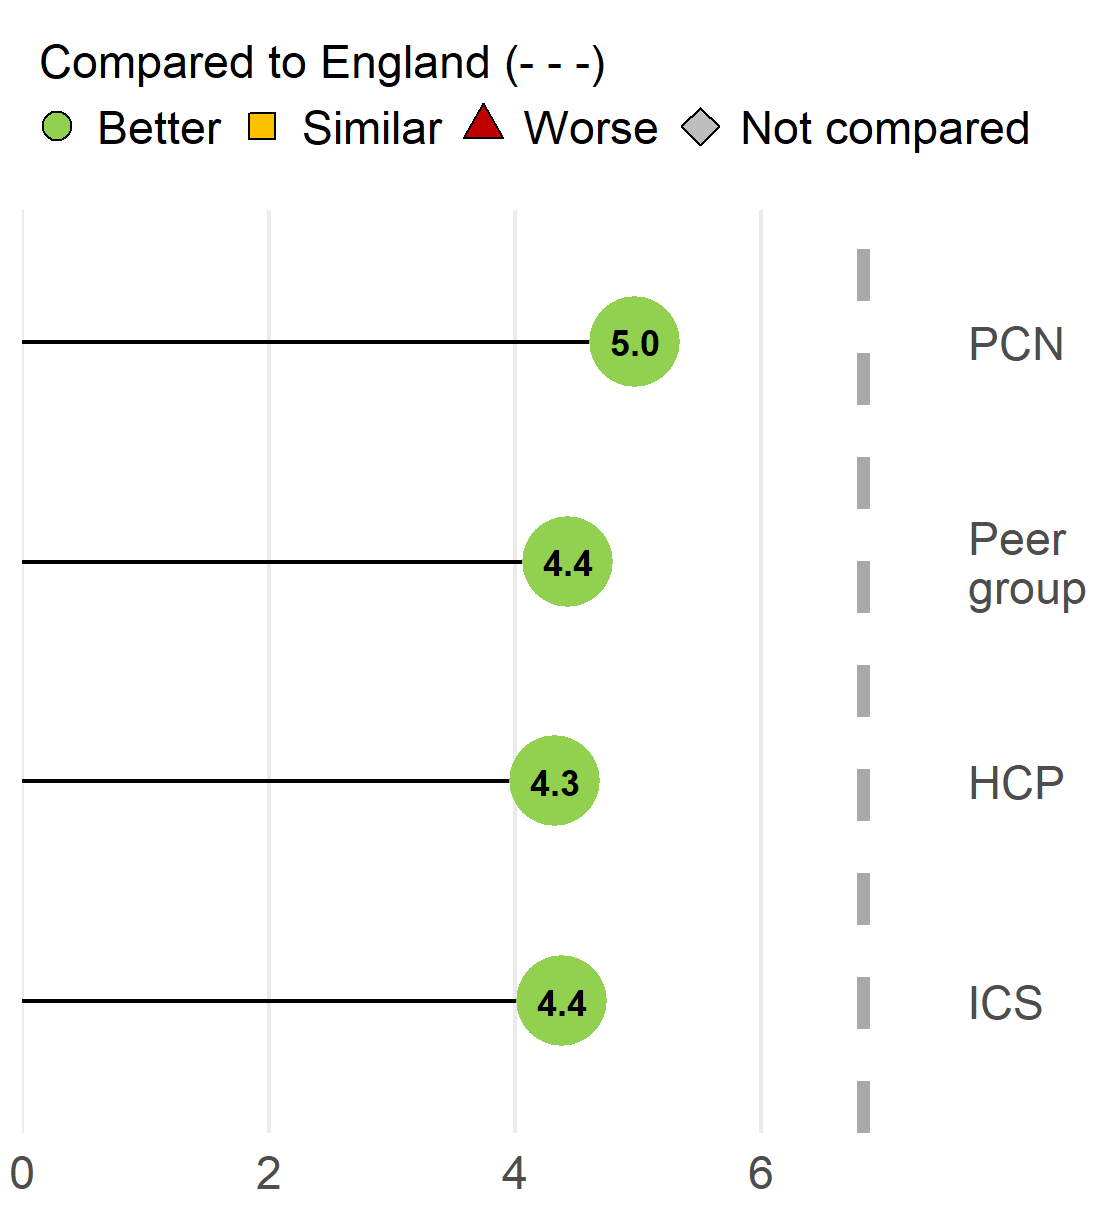 Compared to England (- - -)
Better Similar Worse Not compared
5.0 PCN
4.4 Peer
group
4.3 HCP
4.4 ICS
0 2 4 6